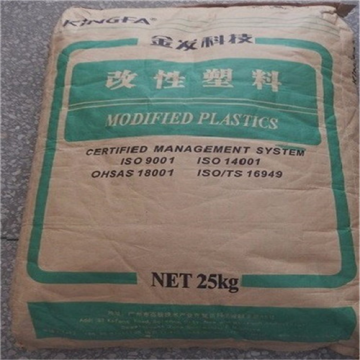 KINGFA
金发科技
改性塑料
MODIFIED PLASTICS
CERTIFIED MANAGEMENT SYSTEM
ISO 9001 ISO 14001
OHSAS 18001 ISO/TS 16949
NET 25kg